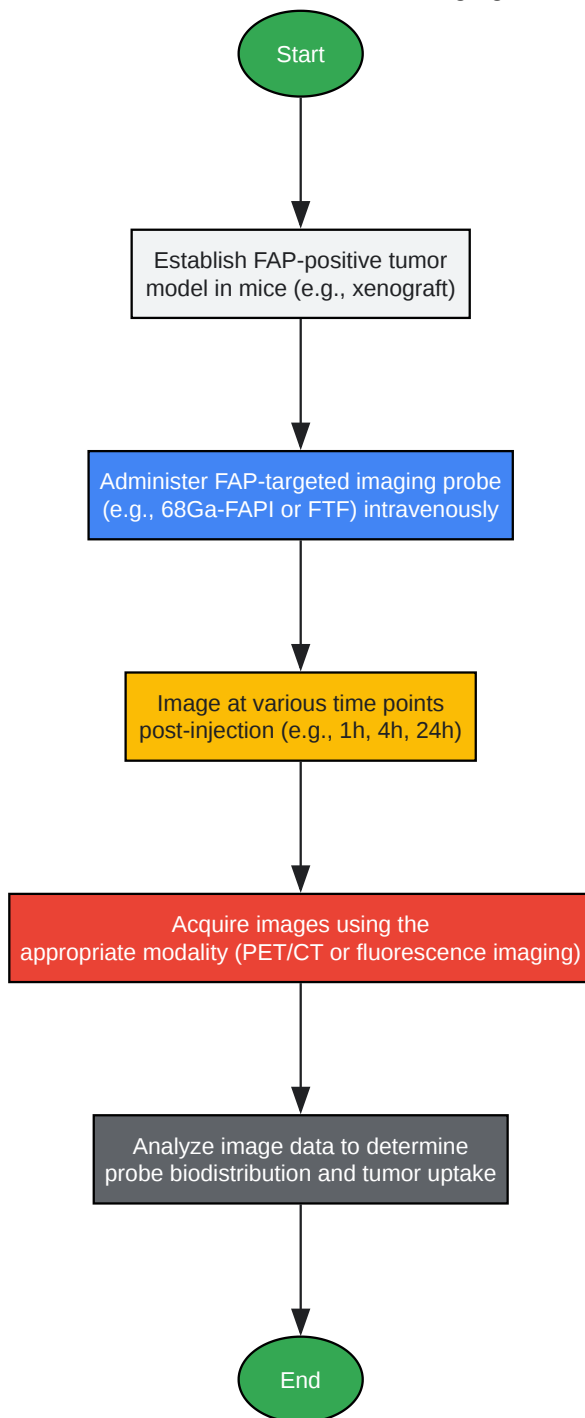 Start
Establish FAP-positive tumor
model in mice (e.g., xenograft)
Administer FAP-targeted imaging probe
(e.g., 68Ga-FAPI or FTF) intravenously
Image at various time points
post-injection (e.g., 1h, 4h, 24h)
Acquire images using the
appropriate modality (PET/CT or fluorescence imaging)
Analyze image data to determine
probe biodistribution and tumor uptake
End